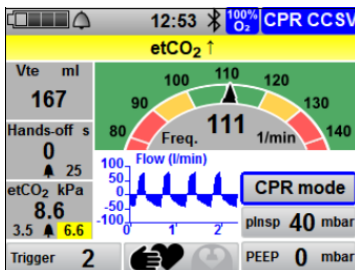 12:53 100% O₂ CPR CCSV
etCO₂ ↑
Vte ml
167
Hands-off s
0
25
etCO₂ kPa
8.6
3.5 6.6
Trigger 2
80 90 100 110 120 130 140
Freq. 111 1/min
Flow (l/min)
100
50
0
-50
-100
0 1' 2'
CPR mode
pInsp 40 mbar
PEEP 0 mbar